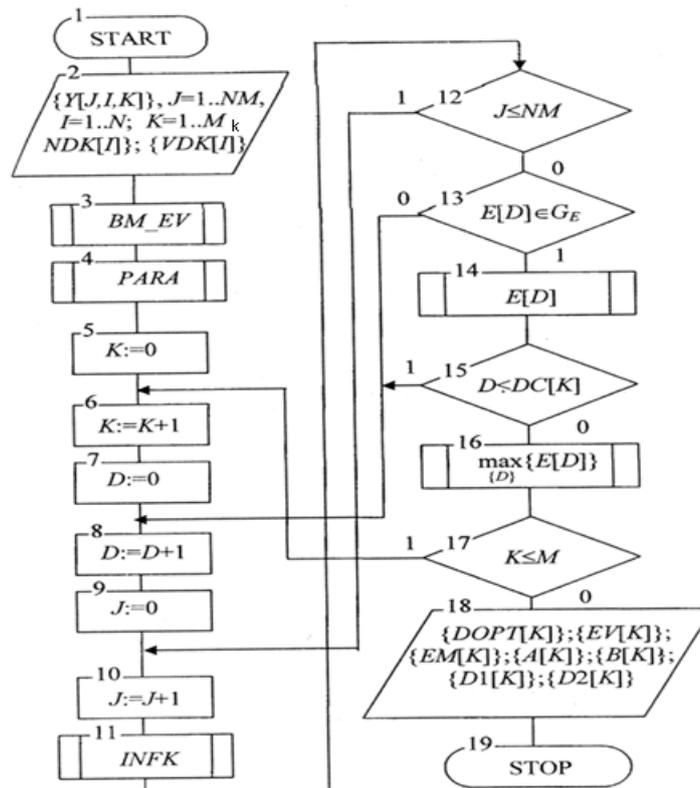 1
START
2
{Y[J,I,K]}, J=1..NM,
I=1..N; K=1..M k
NDK[I]}; {VDK[I]}
3
BM_EV
4
PARA
5
K:=0
6
K:=K+1
7
D:=0
8
D:=D+1
9
J:=0
10
J:=J+1
11
INFK
1
12
J≤NM
0
0
13
E[D]∈G_E
1
14
E[D]
1
15
D≤DC[K]
0
16
max{E[D]}
{D}
1
17
K≤M
0
18
{DOPT[K]};{EV[K]};
{EM[K]};{A[K]};{B[K]};
{D1[K]};{D2[K]}
19
STOP